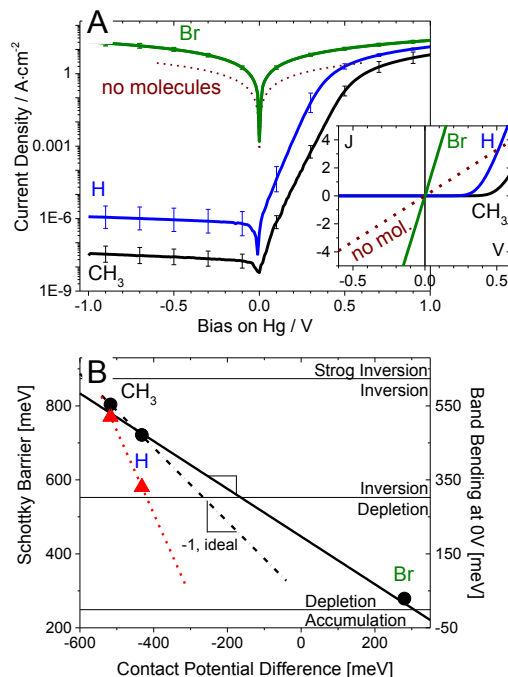 A
Br
no molecules
H
CH3
Current Density / A·cm-2
1
0.001
1E-6
1E-9
-1.0
-0.5
0.0
0.5
1.0
Bias on Hg / V
J
Br
H
4
2
0
-2
-4
no mol.
CH3
V
0.0
0.5
B
Strog Inversion
Inversion
CH3
H
Inversion
Depletion
-1, ideal
Br
Depletion
Accumulation
Schottky Barrier [meV]
800
600
400
200
Band Bending at 0V [meV]
550
350
150
-50
-600
-400
-200
0
200
Contact Potential Difference [meV]